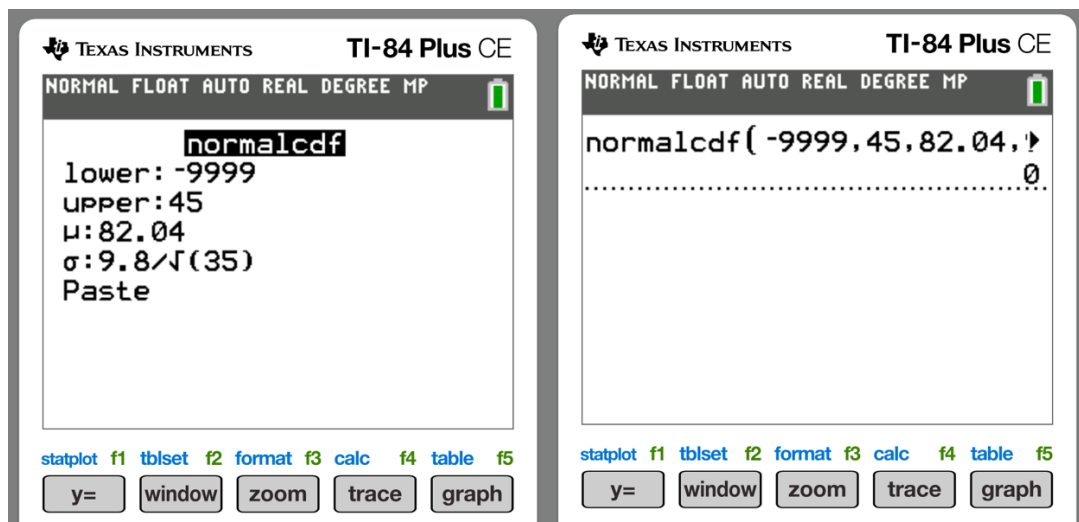 TEXAS INSTRUMENTS TI-84 Plus CE
NORMAL FLOAT AUTO REAL DEGREE MP
normalcdf
lower:-9999
upper:45
μ:82.04
σ:9.8/√(35)
Paste
statplot f1 tblset f2 format f3 calc f4 table f5
y= window zoom trace graph
TEXAS INSTRUMENTS TI-84 Plus CE
NORMAL FLOAT AUTO REAL DEGREE MP
normalcdf(-9999,45,82.04,
0
statplot f1 tblset f2 format f3 calc f4 table f5
y= window zoom trace graph